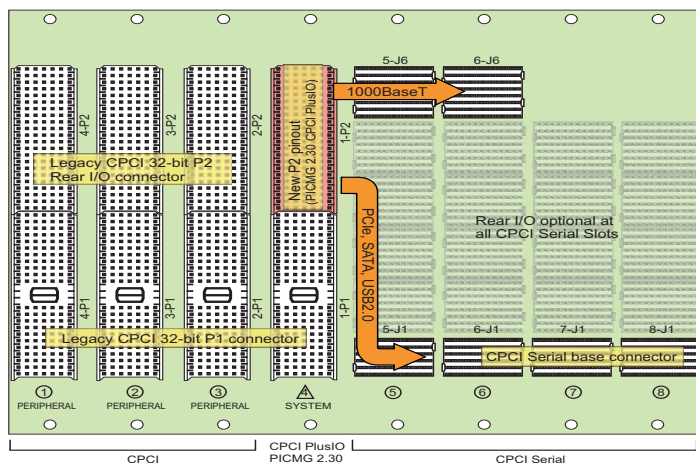 5-J6
6-J6
1000BaseT
4-P2
3-P2
2-P2
1-P2
New P2 pinout
(PICMG 2.30 CPCI PlusIO)
Legacy CPCI 32-bit P2
Rear I/O connector
PCIe, SATA, USB2.0
Rear I/O optional at
all CPCI Serial Slots
4-P1
3-P1
2-P1
1-P1
5-J1
6-J1
7-J1
8-J1
Legacy CPCI 32-bit P1 connector
CPCI Serial base connector
1
2
3
4
5
6
7
8
PERIPHERAL
PERIPHERAL
PERIPHERAL
SYSTEM
CPCI
CPCI PlusIO
PICMG 2.30
CPCI Serial